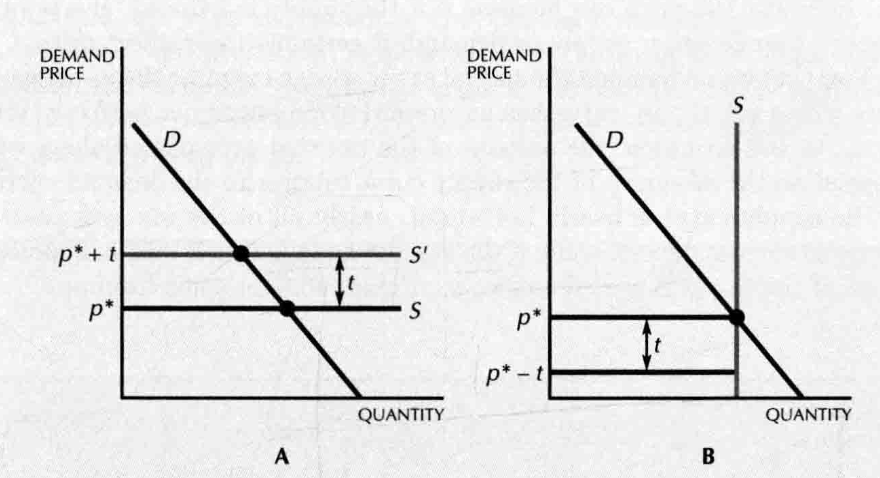 DEMAND
PRICE
D
p* + t
S'
t
p*
S
QUANTITY
A
DEMAND
PRICE
S
D
p*
t
p* – t
QUANTITY
B